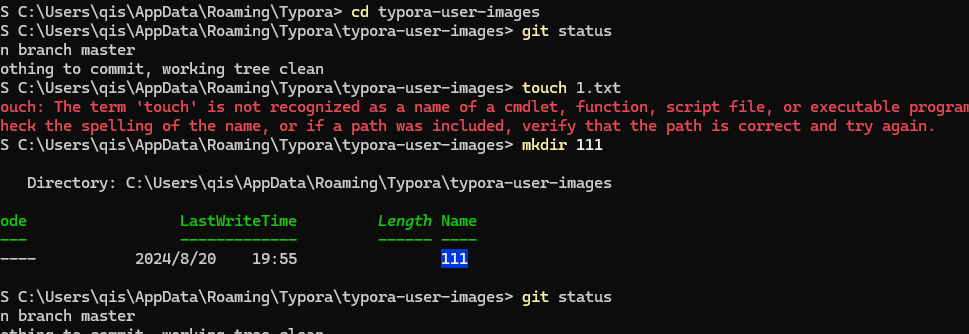 S C:\Users\qis\AppData\Roaming\Typora> cd typora-user-images
S C:\Users\qis\AppData\Roaming\Typora\typora-user-images> git status
n branch master
othing to commit, working tree clean
S C:\Users\qis\AppData\Roaming\Typora\typora-user-images> touch 1.txt
ouch: The term 'touch' is not recognized as a name of a cmdlet, function, script file, or executable program
heck the spelling of the name, or if a path was included, verify that the path is correct and try again.
S C:\Users\qis\AppData\Roaming\Typora\typora-user-images> mkdir 111
Directory: C:\Users\qis\AppData\Roaming\Typora\typora-user-images
ode LastWriteTime Length Name
--- ------------- ------ ----
---- 2024/8/20 19:55 111
S C:\Users\qis\AppData\Roaming\Typora\typora-user-images> git status
n branch master
othing to commit, working tree clean